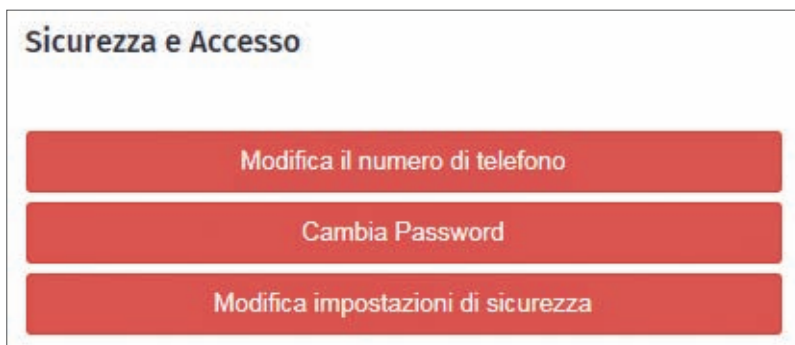 Sicurezza e Accesso
Modifica il numero di telefono
Cambia Password
Modifica impostazioni di sicurezza